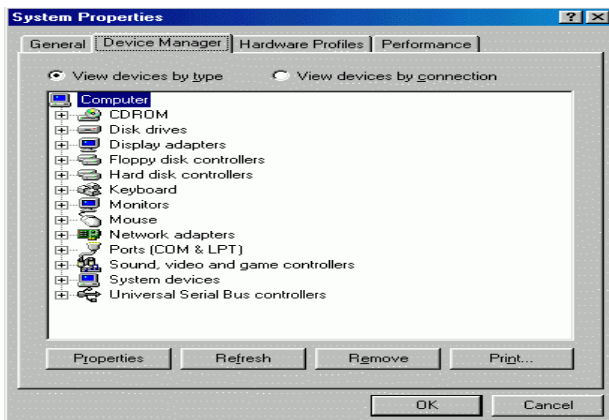 System Properties
General Device Manager Hardware Profiles Performance
View devices by type View devices by connection
Computer
CDROM
Disk drives
Display adapters
Floppy disk controllers
Hard disk controllers
Keyboard
Monitors
Mouse
Network adapters
Ports (COM & LPT)
Sound, video and game controllers
System devices
Universal Serial Bus controllers
Properties Refresh Remove Print...
OK Cancel